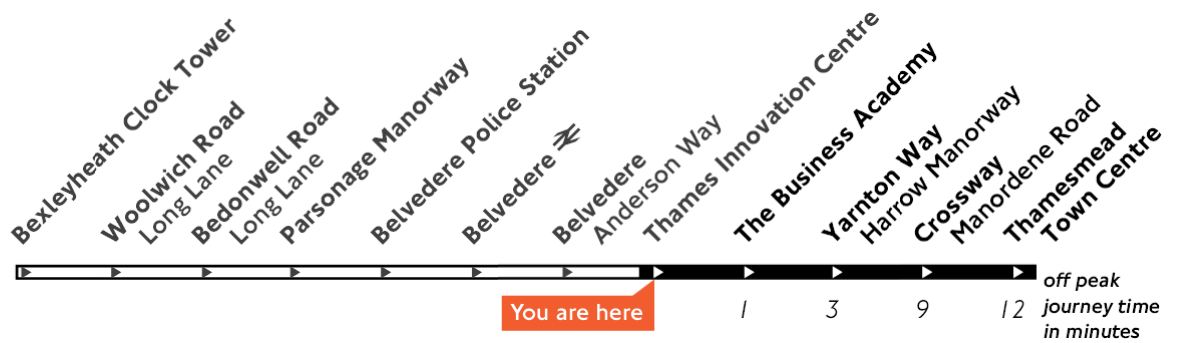 Bexleyheath Clock Tower
Woolwich Road
Long Lane
Bedonwell Road
Long Lane
Parsonage Manorway
Belvedere Police Station
Belvedere
Belvedere
Anderson Way
Thames Innovation Centre
The Business Academy
Yarnton Way
Harrow Manorway
Crossway
Manordene Road
Thamesmead
Town Centre
You are here
1
3
9
12
off peak
journey time
in minutes